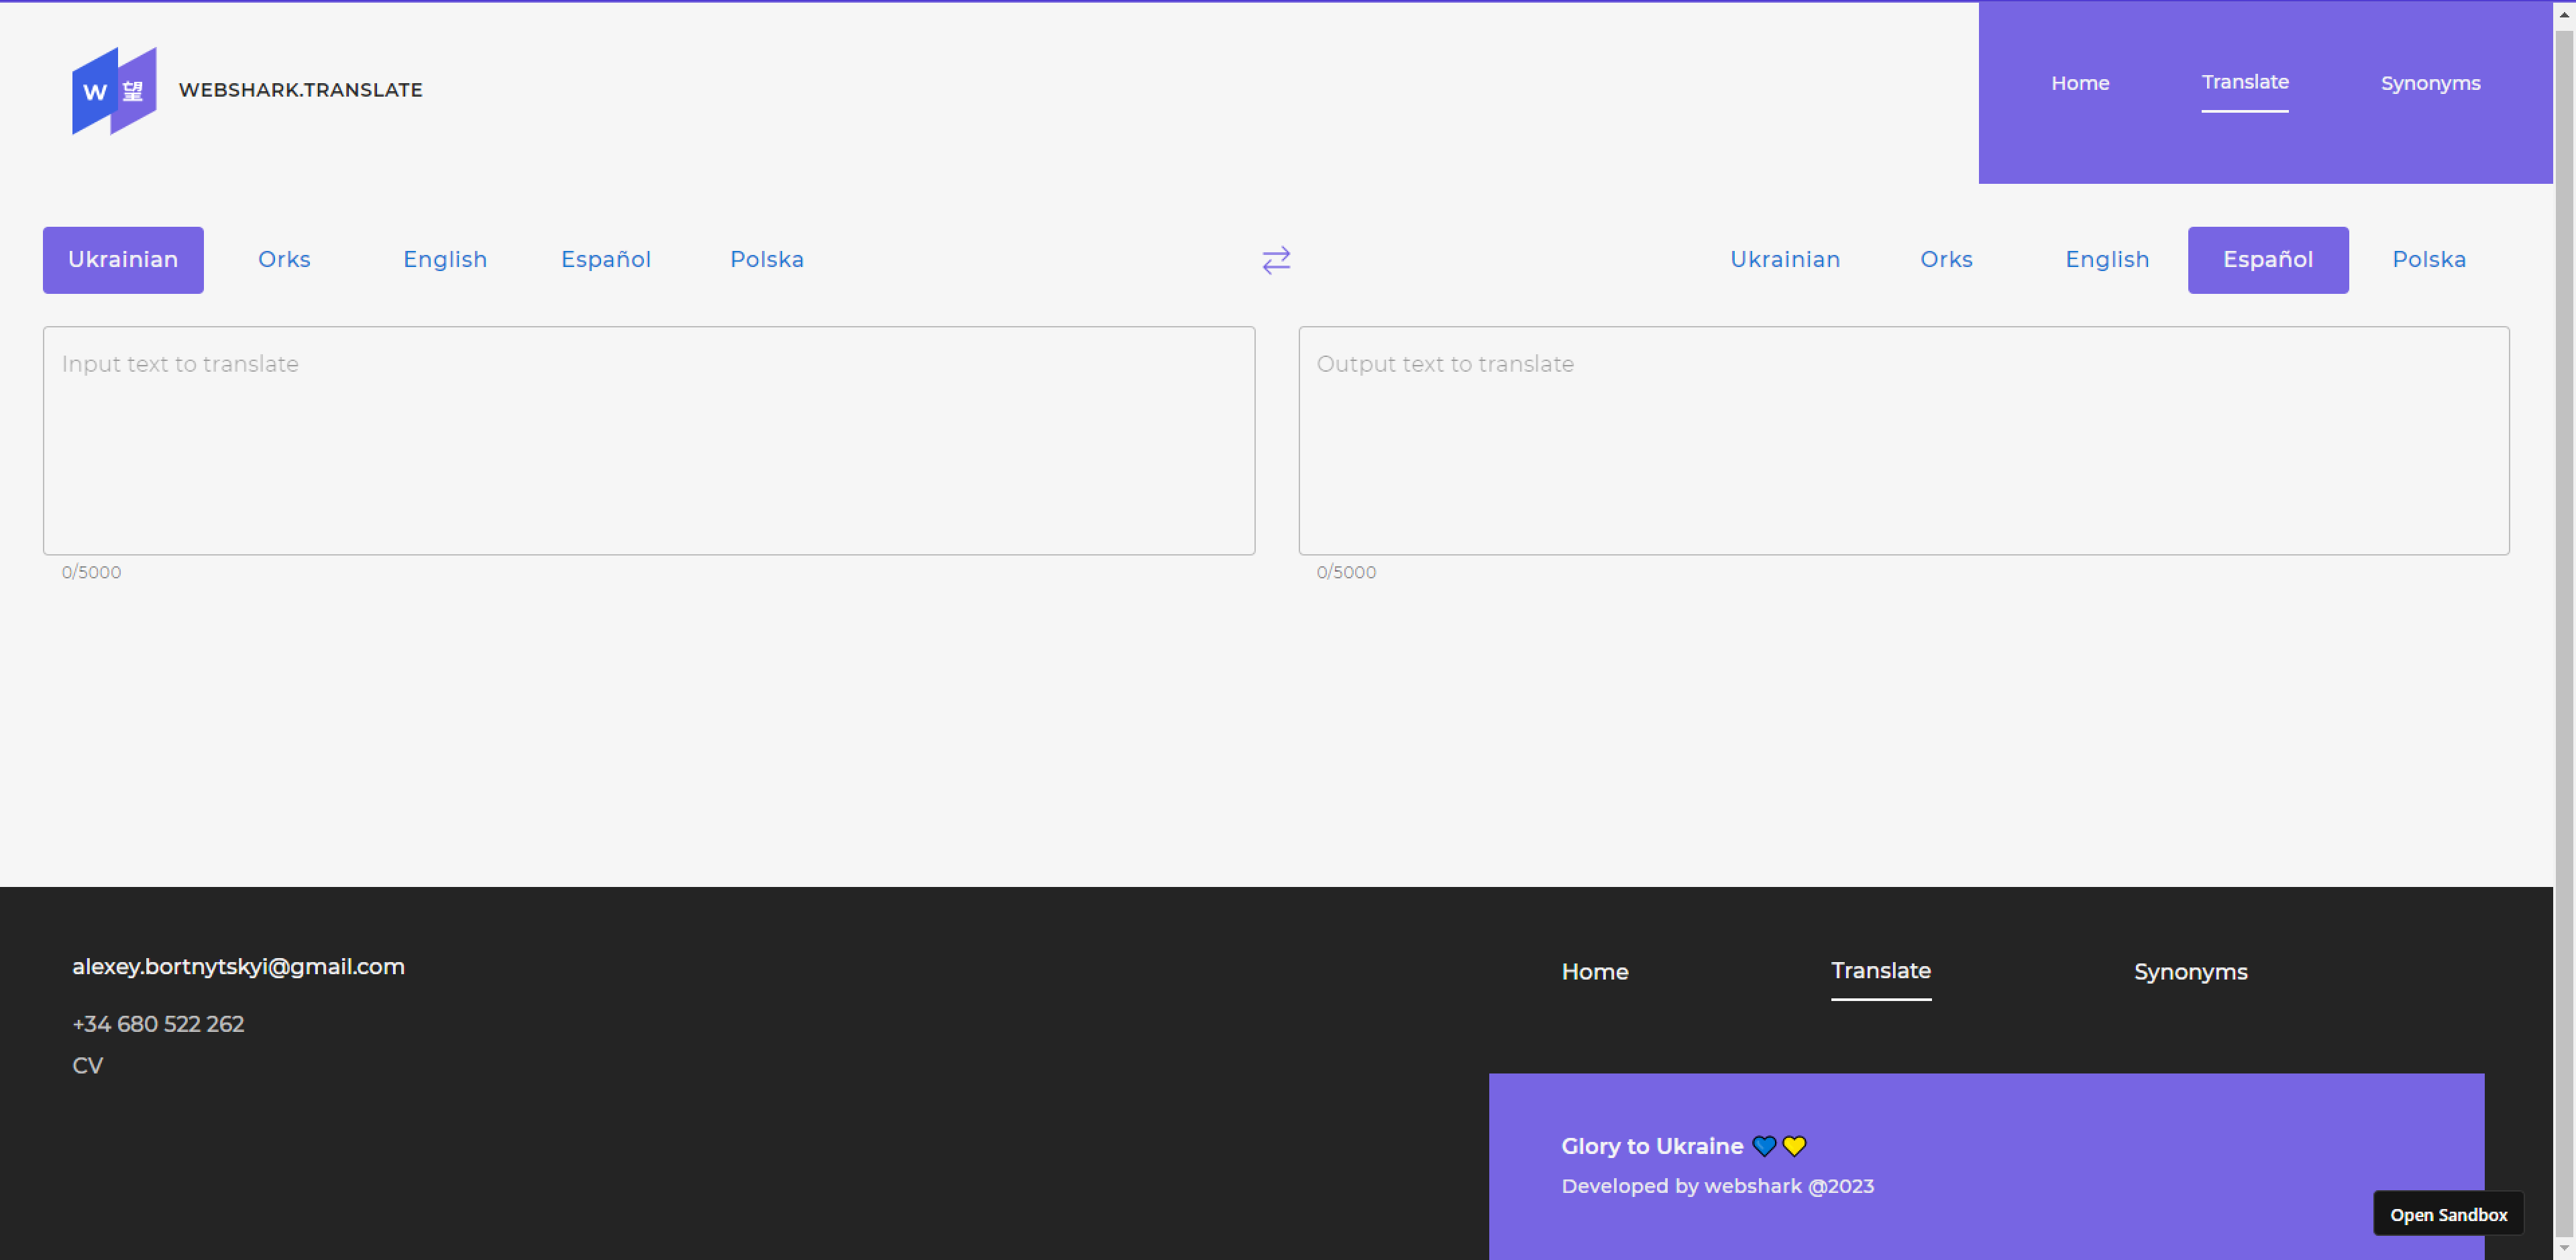 W 望 WEBSHARK.TRANSLATE
Home Translate Synonyms
Ukrainian Orks English Español Polska
Ukrainian Orks English Español Polska
Input text to translate
0/5000
Output text to translate
0/5000
alexey.bortnytskyi@gmail.com
+34 680 522 262
CV
Home Translate Synonyms
Glory to Ukraine 💙💛
Developed by webshark @2023
Open Sandbox